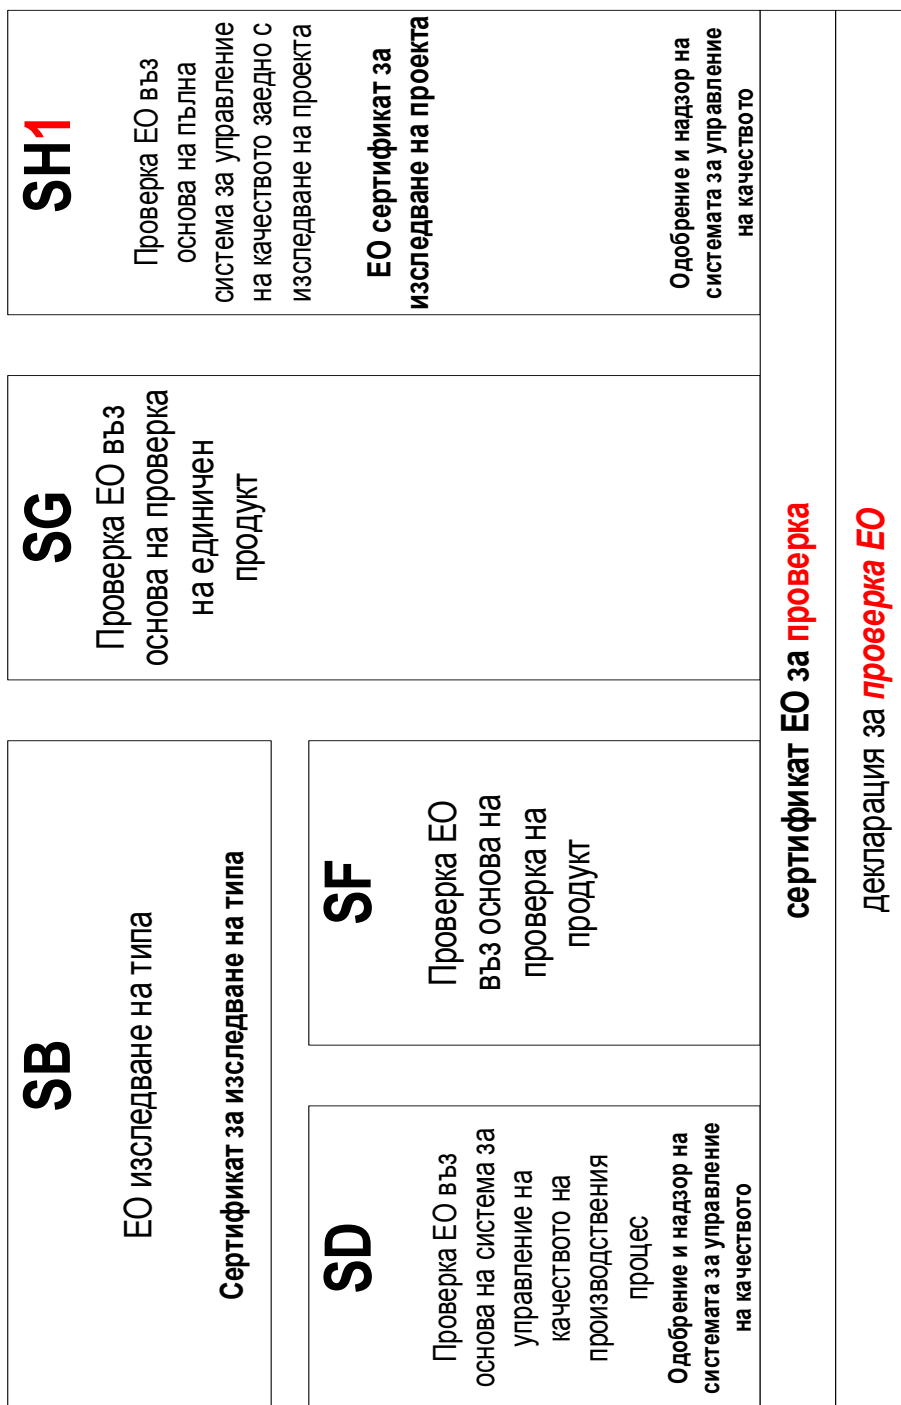 SB
ЕО изследване на типа
Сертификат за изследване на типа
SD
Проверка ЕО въз
основа на система за
управление на
качеството на
производствения
процес
Одобрение и надзор на
системата за управление
на качеството
SF
Проверка ЕО
въз основа на
проверка на
продукт
SG
Проверка ЕО въз
основа на проверка
на единичен
продукт
SH1
Проверка ЕО въз
основа на пълна
система за управление
на качеството заедно с
изследване на проекта
ЕО сертификат за
изследване на проекта
Одобрение и надзор на
системата за управление
на качеството
сертификат ЕО за проверка
декларация за проверка ЕО